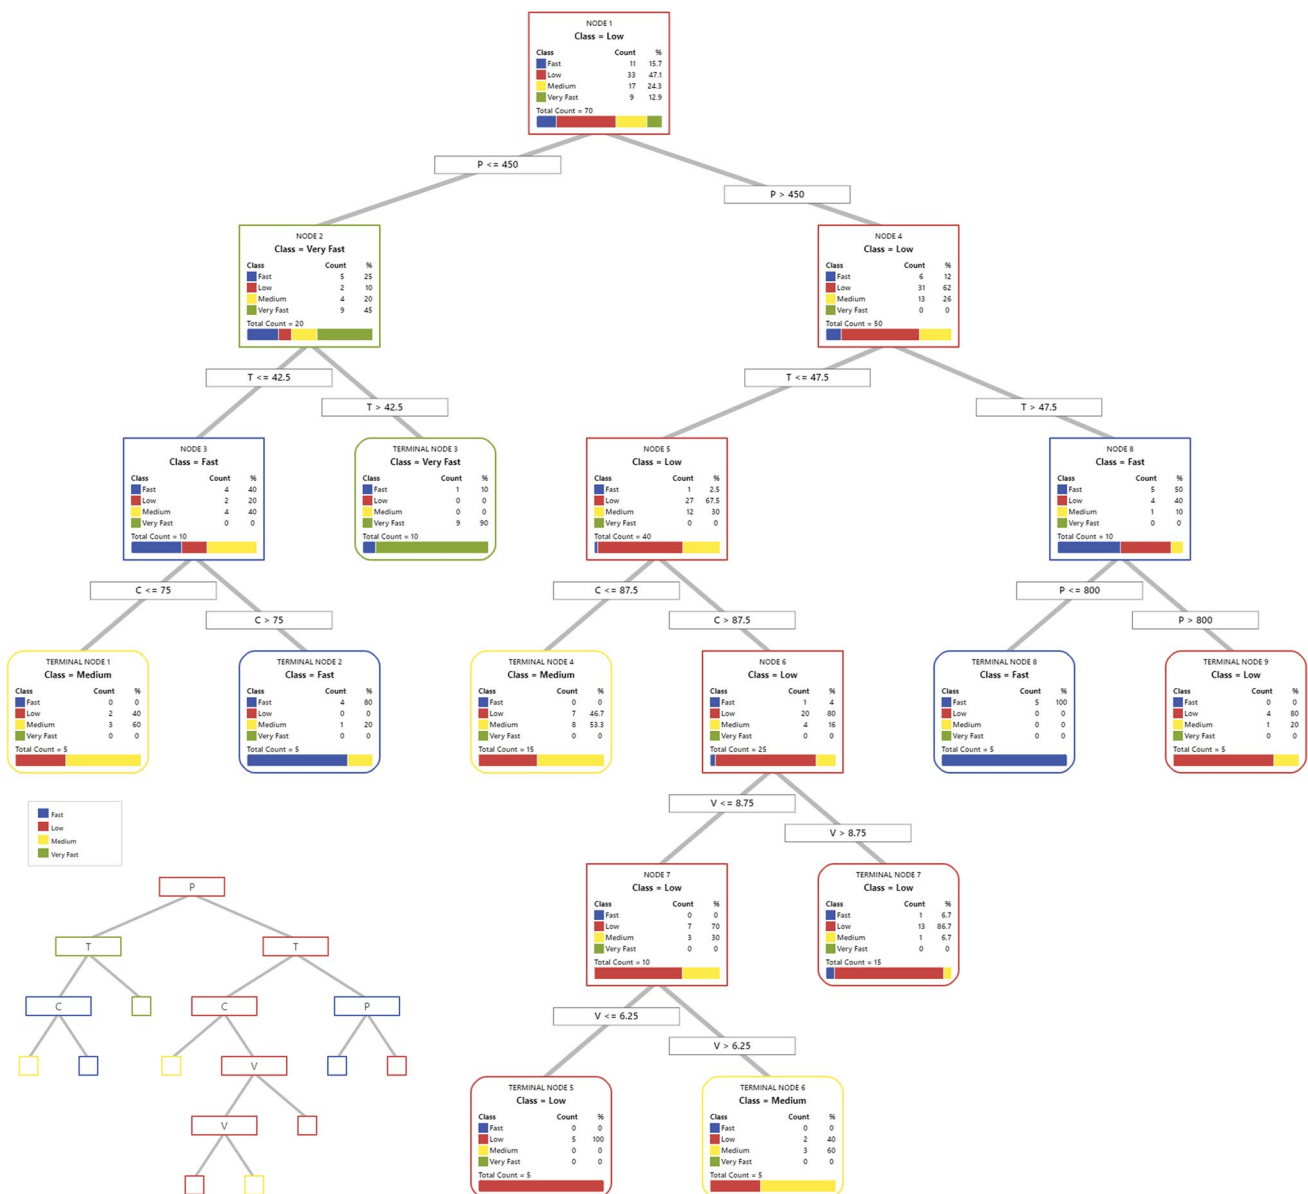 NODE 1
Class = Low
Class Count %
Fast 11 15.7
Low 33 47.1
Medium 17 24.3
Very Fast 9 12.9
Total Count = 70
P <= 450
P > 450
NODE 2
Class = Very Fast
Class Count %
Fast 5 25
Low 2 10
Medium 4 20
Very Fast 9 45
Total Count = 20
NODE 4
Class = Low
Class Count %
Fast 6 12
Low 31 62
Medium 13 26
Very Fast 0 0
Total Count = 50
T <= 42.5
T > 42.5
T <= 47.5
T > 47.5
NODE 3
Class = Fast
Class Count %
Fast 4 40
Low 2 20
Medium 4 40
Very Fast 0 0
Total Count = 10
TERMINAL NODE 3
Class = Very Fast
Class Count %
Fast 1 10
Low 0 0
Medium 0 0
Very Fast 9 90
Total Count = 10
NODE 5
Class = Low
Class Count %
Fast 1 2.5
Low 27 67.5
Medium 12 30
Very Fast 0 0
Total Count = 40
NODE 8
Class = Fast
Class Count %
Fast 5 50
Low 4 40
Medium 1 10
Very Fast 0 0
Total Count = 10
C <= 75
C > 75
C <= 87.5
C > 87.5
P <= 800
P > 800
TERMINAL NODE 1
Class = Medium
Class Count %
Fast 0 0
Low 2 40
Medium 3 60
Very Fast 0 0
Total Count = 5
TERMINAL NODE 2
Class = Fast
Class Count %
Fast 4 80
Low 0 0
Medium 1 20
Very Fast 0 0
Total Count = 5
TERMINAL NODE 4
Class = Medium
Class Count %
Fast 0 0
Low 7 46.7
Medium 8 53.3
Very Fast 0 0
Total Count = 15
NODE 6
Class = Low
Class Count %
Fast 1 4
Low 20 80
Medium 4 16
Very Fast 0 0
Total Count = 25
TERMINAL NODE 8
Class = Fast
Class Count %
Fast 5 100
Low 0 0
Medium 0 0
Very Fast 0 0
Total Count = 5
TERMINAL NODE 9
Class = Low
Class Count %
Fast 0 0
Low 4 80
Medium 1 20
Very Fast 0 0
Total Count = 5
V <= 8.75
V > 8.75
NODE 7
Class = Low
Class Count %
Fast 0 0
Low 7 70
Medium 3 30
Very Fast 0 0
Total Count = 10
TERMINAL NODE 7
Class = Low
Class Count %
Fast 1 6.7
Low 13 86.7
Medium 1 6.7
Very Fast 0 0
Total Count = 15
V <= 6.25
V > 6.25
TERMINAL NODE 5
Class = Low
Class Count %
Fast 0 0
Low 5 100
Medium 0 0
Very Fast 0 0
Total Count = 5
TERMINAL NODE 6
Class = Medium
Class Count %
Fast 0 0
Low 2 40
Medium 3 60
Very Fast 0 0
Total Count = 5
Fast
Low
Medium
Very Fast
P
T T
C C P
V
V